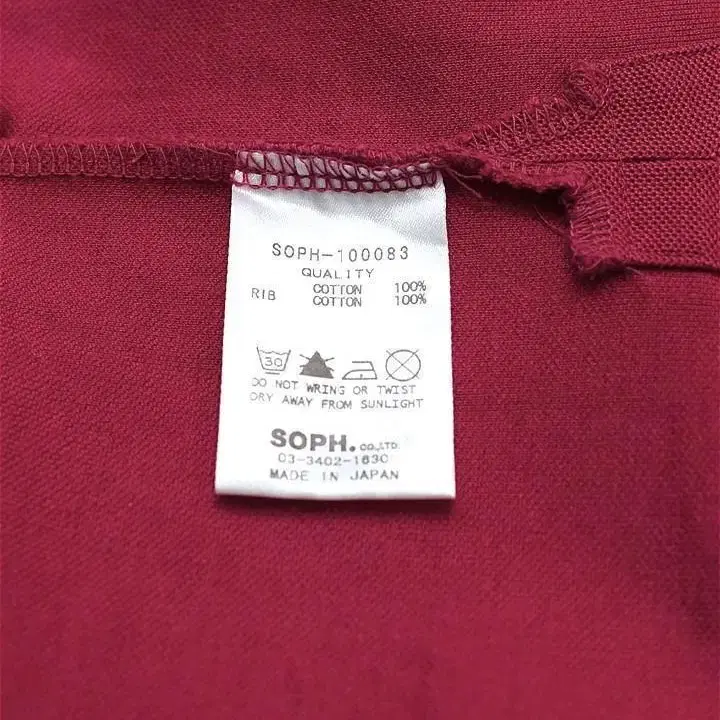 SOPH-100083
QUALITY
COTTON 100%
RIB COTTON 100%
30
DO NOT WRING OR TWIST
DRY AWAY FROM SUNLIGHT
SOPH. CO.,LTD.
03-3402-1630
MADE IN JAPAN